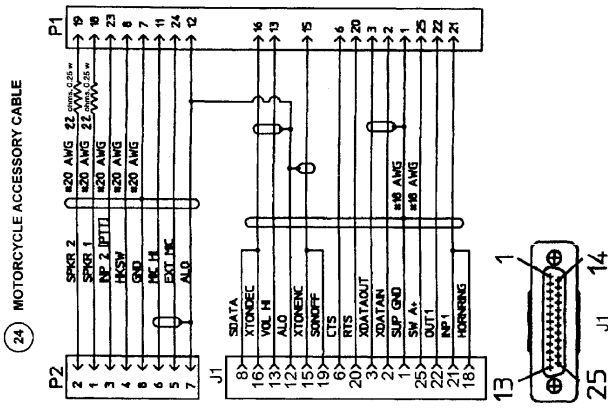 24 MOTORCYCLE ACCESSORY CABLE
P2
P1
2 SPKR 2 #20 AWG 22 ohms, 0.25 w 19
1 SPKR 1 #20 AWG 22 ohms, 0.25 w 18
3 INP 2 [PTT] #20 AWG 23
4 HKSW #20 AWG 8
8 GND #20 AWG 7
6 MIC HI 11
5 EXT MIC 24
7 ALO 12
J1
8 SDATA
16 XTONDEC 16
13 VOL HI 13
12 ALO
15 XTONENC 15
19 SONOFF
6 CTS 6
20 RTS 20
3 XDATAOUT 3
2 XDATAIN 2
1 SUP GND #16 AWG 1
25 SW A+ #16 AWG 25
22 OUT1 22
21 INP1 21
18 HORNRING
1
14
13
25
J1